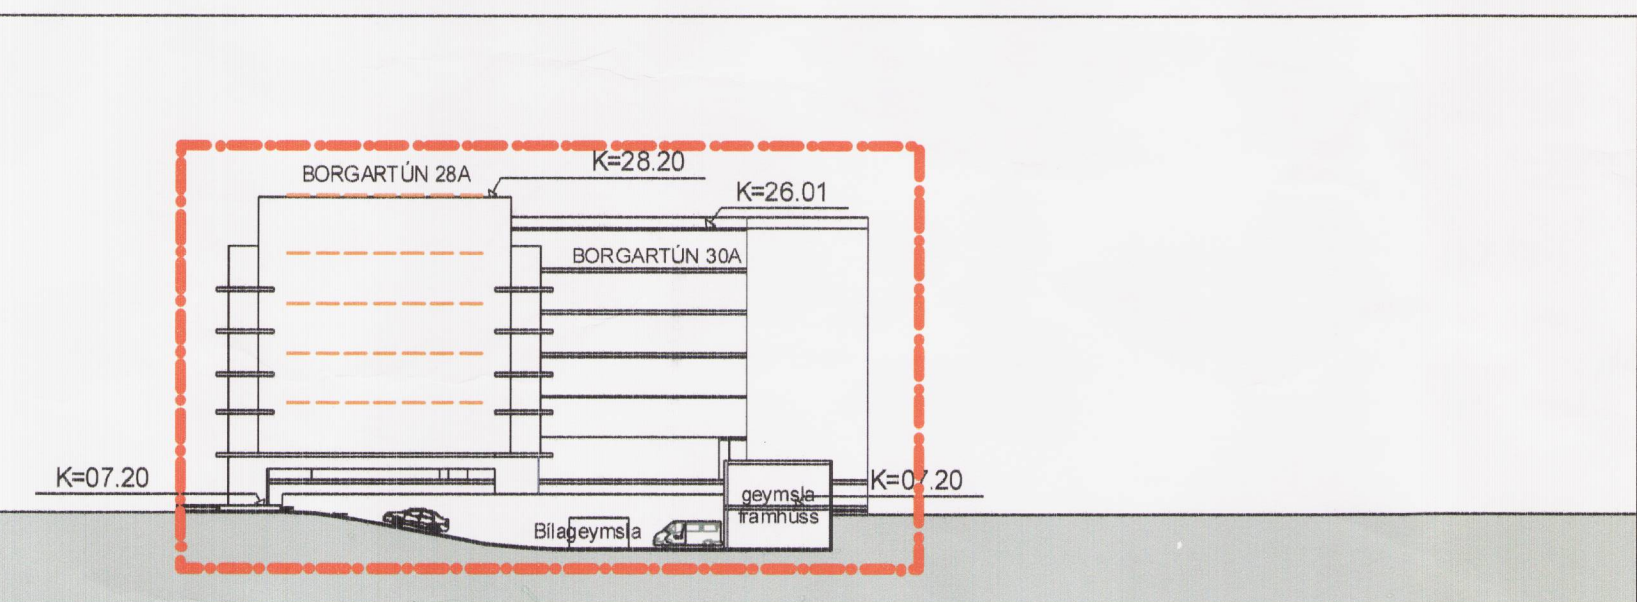 K=28.20
BORGARTÚN 28A
K=26.01
BORGARTÚN 30A
K=07.20
K=07.20
geymsla
framhúss
Bílageymsla